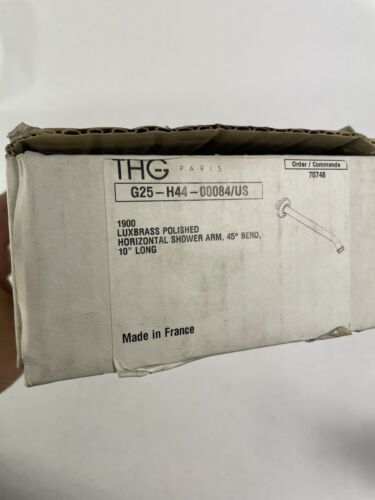 THG PARIS
Order / Commande
70748
G25-H44-00084/US
1900
LUXBRASS POLISHED
HORIZONTAL SHOWER ARM, 45° BEND,
10" LONG
Made in France